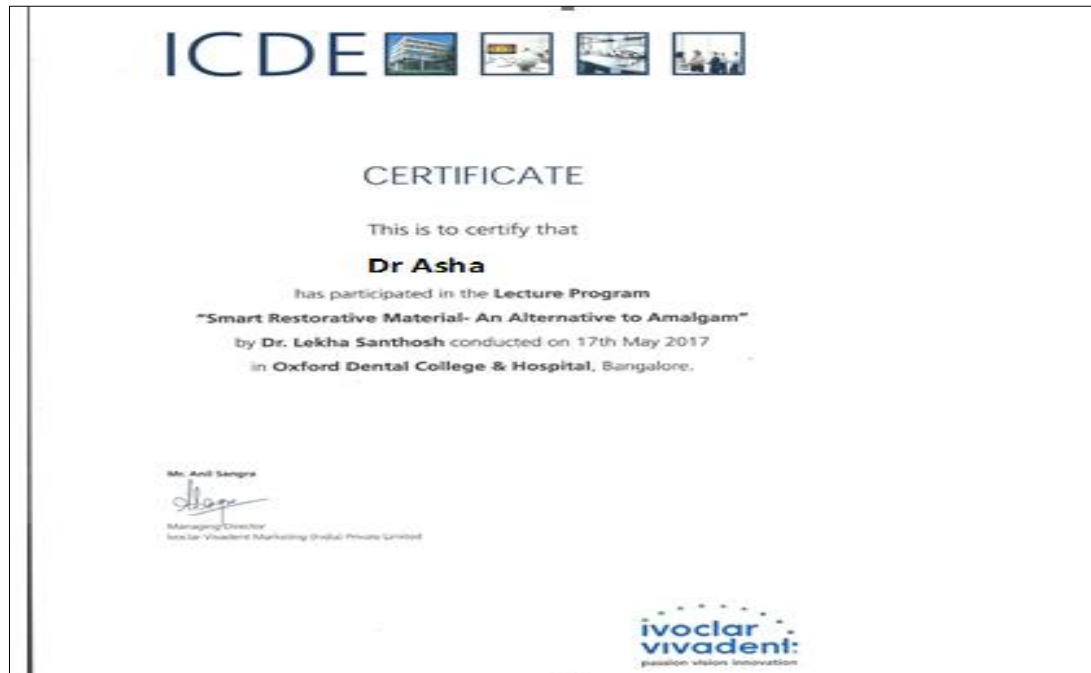 ICDE
CERTIFICATE
This is to certify that
Dr Asha
has participated in the Lecture Program
"Smart Restorative Material- An Alternative to Amalgam"
by Dr. Lekha Santhosh conducted on 17th May 2017
in Oxford Dental College & Hospital, Bangalore.
Mr. Anil Sangra
Managing Director
Ivoclar Vivadent Marketing (India) Private Limited
ivoclar
vivadent:
passion vision innovation